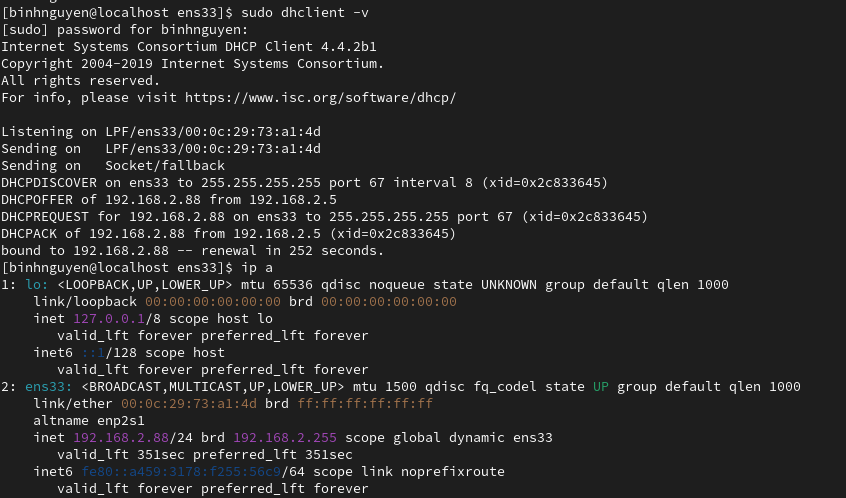 [binhnguyen@localhost ens33]$ sudo dhclient -v
[sudo] password for binhnguyen:
Internet Systems Consortium DHCP Client 4.4.2b1
Copyright 2004-2019 Internet Systems Consortium.
All rights reserved.
For info, please visit https://www.isc.org/software/dhcp/

Listening on LPF/ens33/00:0c:29:73:a1:4d
Sending on   LPF/ens33/00:0c:29:73:a1:4d
Sending on   Socket/fallback
DHCPDISCOVER on ens33 to 255.255.255.255 port 67 interval 8 (xid=0x2c833645)
DHCPOFFER of 192.168.2.88 from 192.168.2.5
DHCPREQUEST for 192.168.2.88 on ens33 to 255.255.255.255 port 67 (xid=0x2c833645)
DHCPACK of 192.168.2.88 from 192.168.2.5 (xid=0x2c833645)
bound to 192.168.2.88 -- renewal in 252 seconds.
[binhnguyen@localhost ens33]$ ip a
1: lo: <LOOPBACK,UP,LOWER_UP> mtu 65536 qdisc noqueue state UNKNOWN group default qlen 1000
    link/loopback 00:00:00:00:00:00 brd 00:00:00:00:00:00
    inet 127.0.0.1/8 scope host lo
       valid_lft forever preferred_lft forever
    inet6 ::1/128 scope host
       valid_lft forever preferred_lft forever
2: ens33: <BROADCAST,MULTICAST,UP,LOWER_UP> mtu 1500 qdisc fq_codel state UP group default qlen 1000
    link/ether 00:0c:29:73:a1:4d brd ff:ff:ff:ff:ff:ff
    altname enp2s1
    inet 192.168.2.88/24 brd 192.168.2.255 scope global dynamic ens33
       valid_lft 351sec preferred_lft 351sec
    inet6 fe80::a459:3178:f255:56c9/64 scope link noprefixroute
       valid_lft forever preferred_lft forever